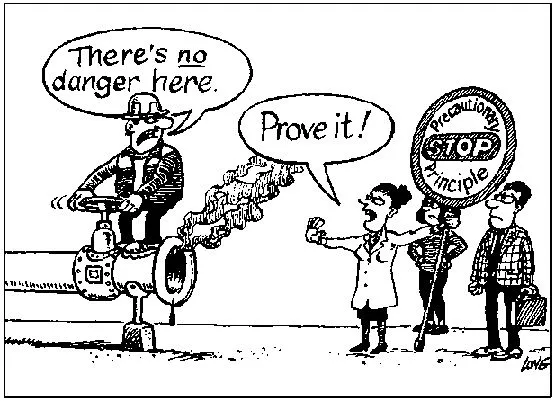 There's no
danger here.
Prove it!
Precautionary
STOP
Principle
LONG